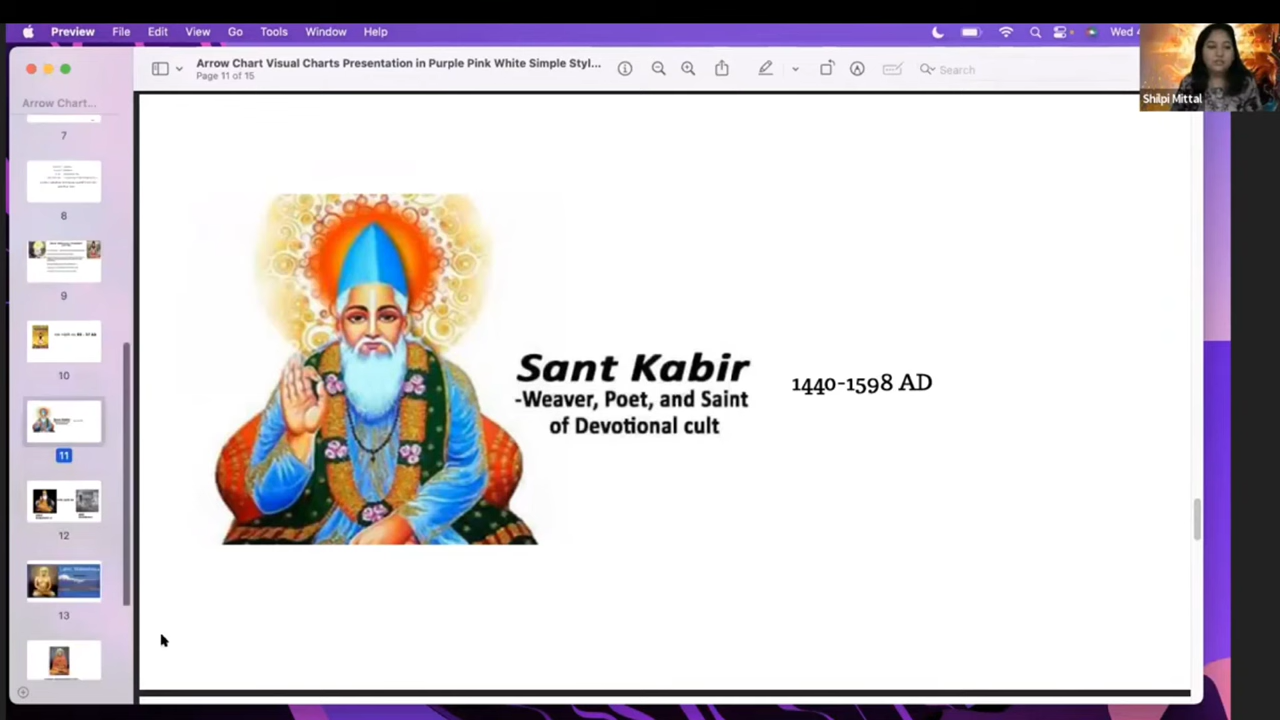 Preview File Edit View Go Tools Window Help
Wed
Arrow Chart Visual Charts Presentation in Purple Pink White Simple Styl...
Page 11 of 15
Search
Shilpi Mittal
Arrow Chart...
7
8
9
10
11
12
13
Sant Kabir
-Weaver, Poet, and Saint
of Devotional cult
1440-1598 AD